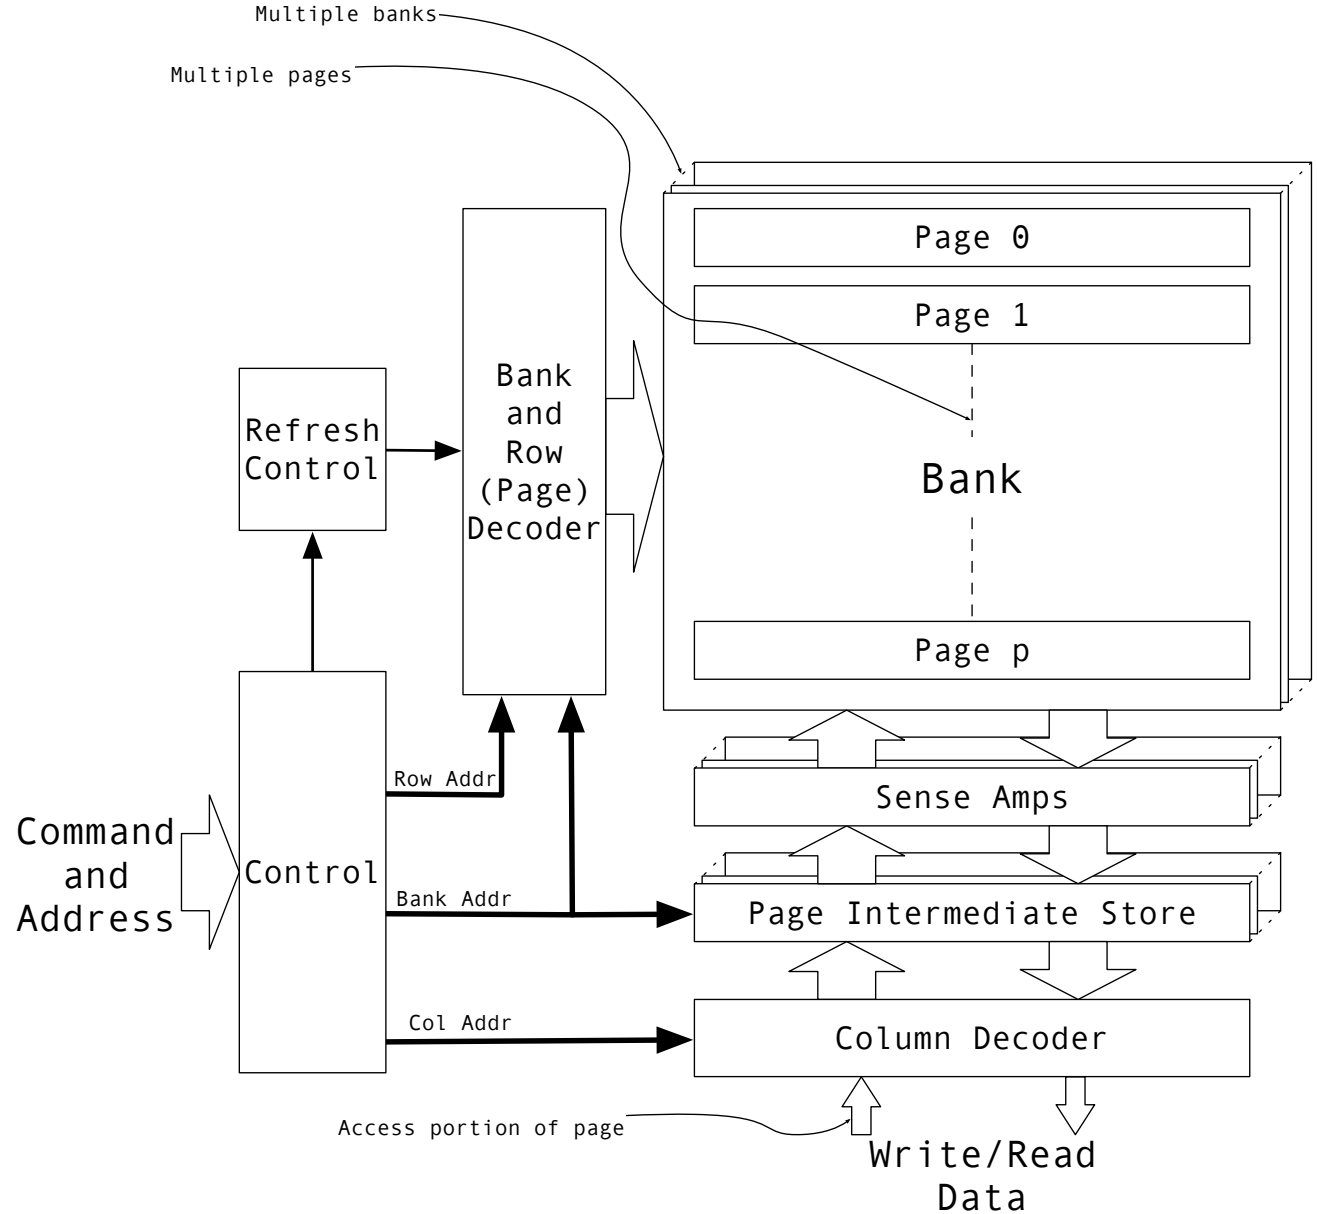 Multiple banks
Multiple pages
Page 0
Page 1
Bank
and
Row
(Page)
Decoder
Refresh
Control
Bank
Page p
Row Addr
Sense Amps
Command
and
Address
Control
Bank Addr
Page Intermediate Store
Col Addr
Column Decoder
Access portion of page
Write/Read
Data